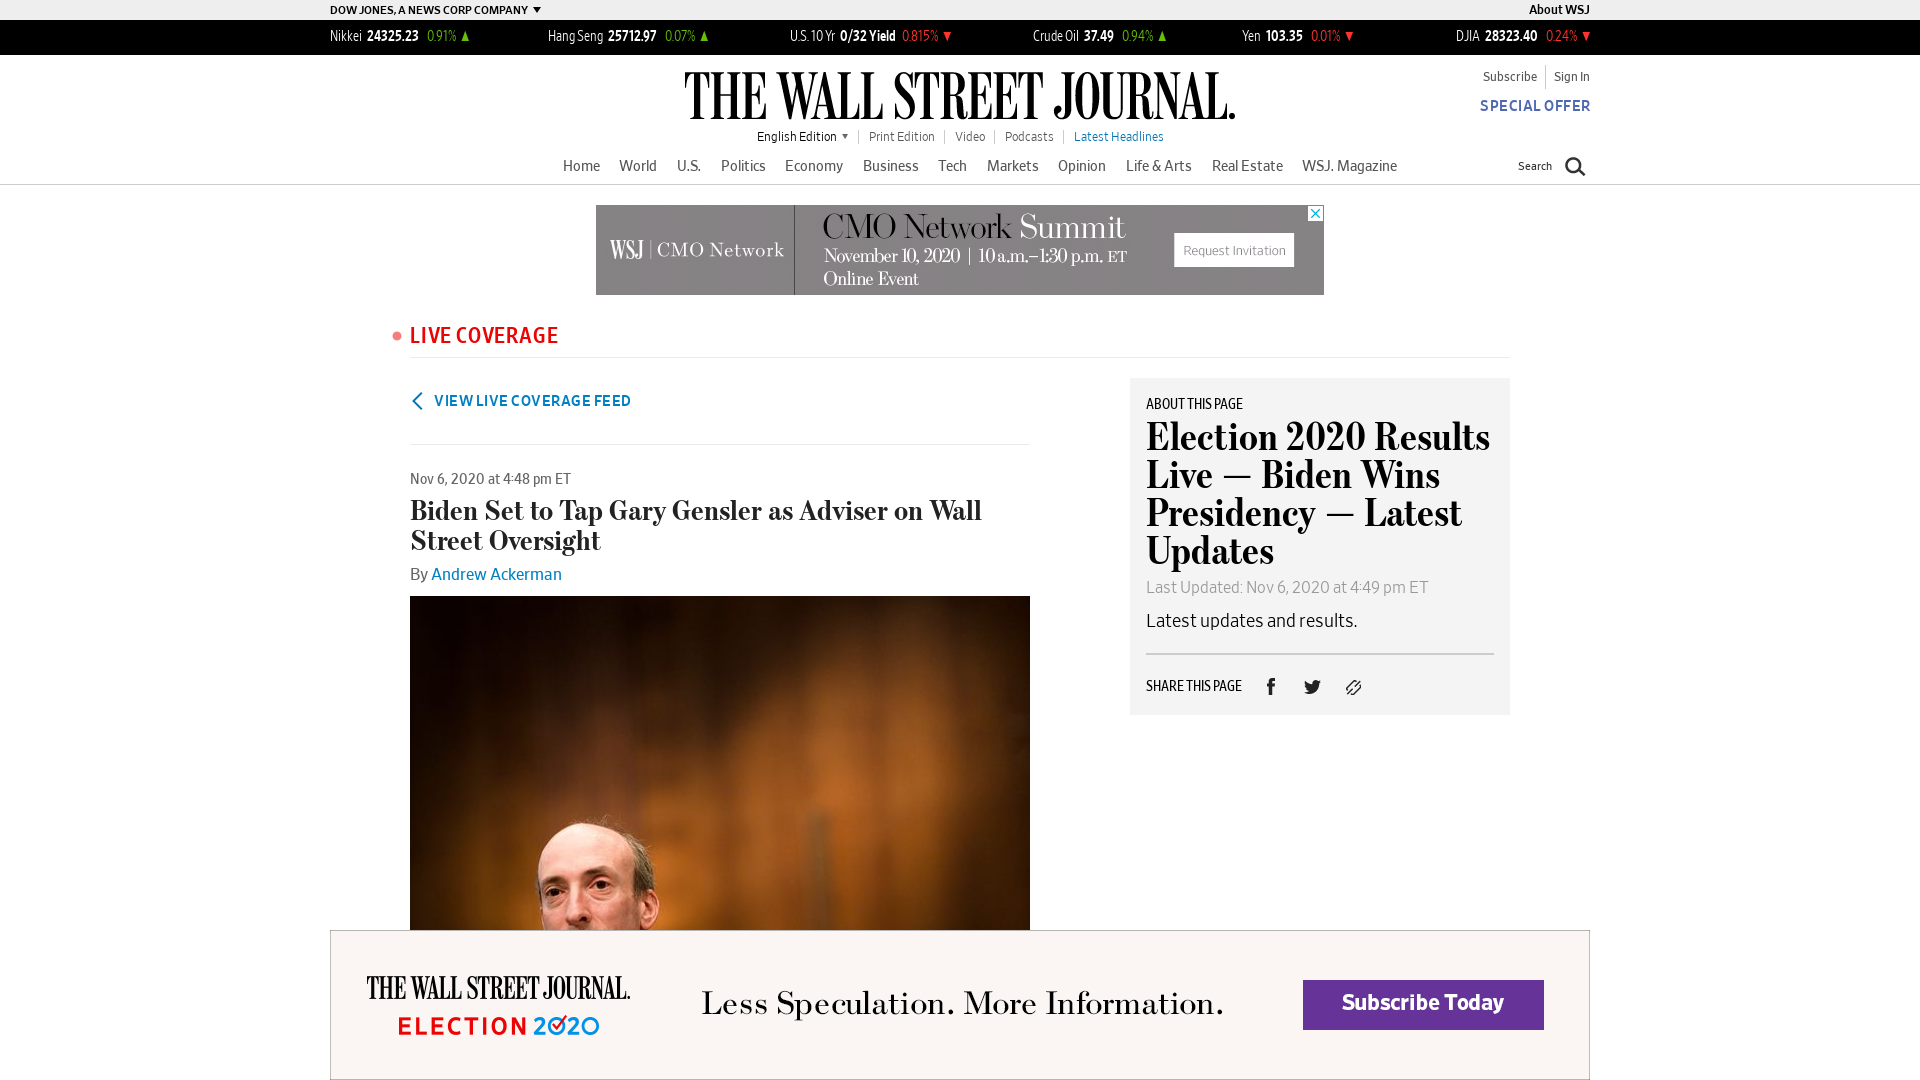 DOW JONES, A NEWS CORP COMPANY
About WSJ
Nikkei 24325.23 0.91%
Hang Seng 25712.97 0.07%
U.S. 10 Yr 0/32 Yield 0.815%
Crude Oil 37.49 0.94%
Yen 103.35 0.01%
DJIA 28323.40 0.24%
THE WALL STREET JOURNAL.
Subscribe
Sign In
SPECIAL OFFER
English Edition
Print Edition
Video
Podcasts
Latest Headlines
Home World U.S. Politics Economy Business Tech Markets Opinion Life & Arts Real Estate WSJ. Magazine
Search
WSJ | CMO Network
CMO Network Summit
November 10, 2020 | 10 a.m.–1:30 p.m. ET
Online Event
Request Invitation
LIVE COVERAGE
VIEW LIVE COVERAGE FEED
Nov 6, 2020 at 4:48 pm ET
Biden Set to Tap Gary Gensler as Adviser on Wall
Street Oversight
By Andrew Ackerman
ABOUT THIS PAGE
Election 2020 Results
Live — Biden Wins
Presidency — Latest
Updates
Last Updated: Nov 6, 2020 at 4:49 pm ET
Latest updates and results.
SHARE THIS PAGE
THE WALL STREET JOURNAL.
ELECTION 2020
Less Speculation. More Information.
Subscribe Today